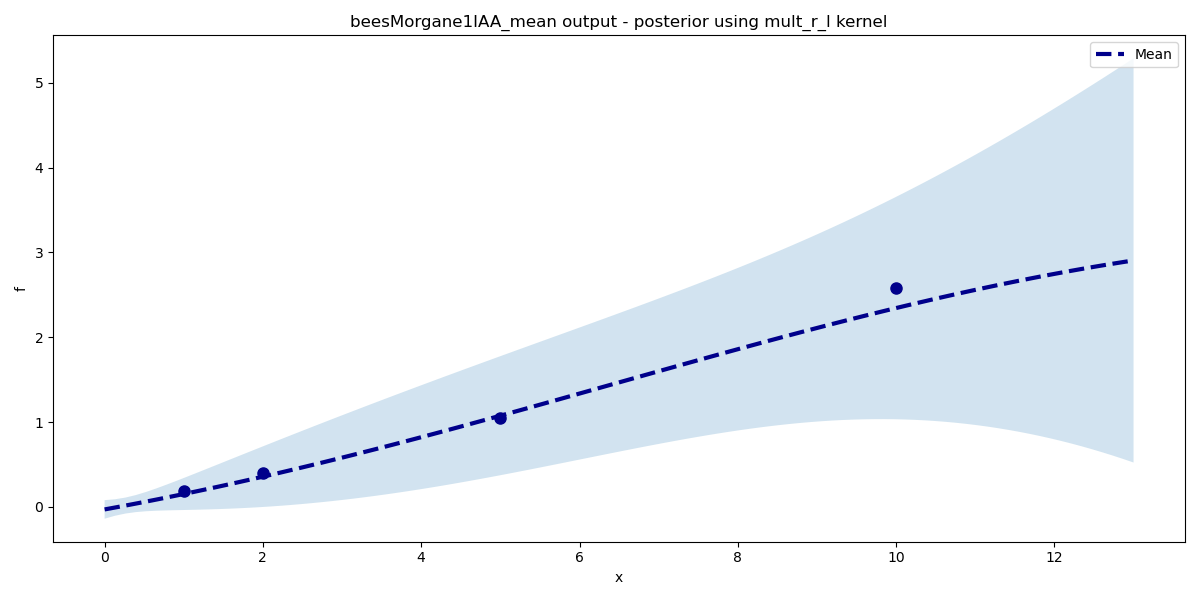 beesMorgane1IAA_mean output - posterior using mult_r_l kernel
Mean
f
5
4
3
2
1
0
0 2 4 6 8 10 12
x